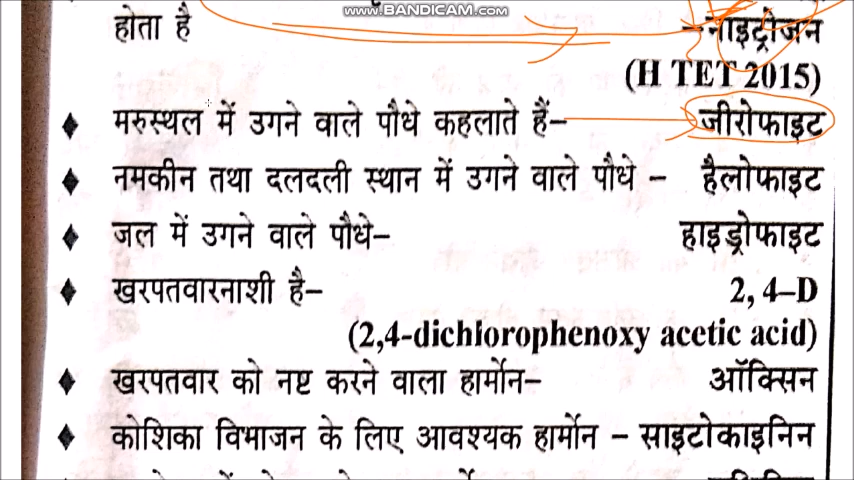 WWW.BANDICAM.COM
होता है –नाइट्रोजन
(H TET 2015)
♦ मरुस्थल में उगने वाले पौधे कहलाते हैं– जीरोफाइट
♦ नमकीन तथा दलदली स्थान में उगने वाले पौधे – हैलोफाइट
♦ जल में उगने वाले पौधे– हाइड्रोफाइट
♦ खरपतवारनाशी है– 2, 4–D
(2,4-dichlorophenoxy acetic acid)
♦ खरपतवार को नष्ट करने वाला हार्मोन– ऑक्सिन
♦ कोशिका विभाजन के लिए आवश्यक हार्मोन – साइटोकाइनिन